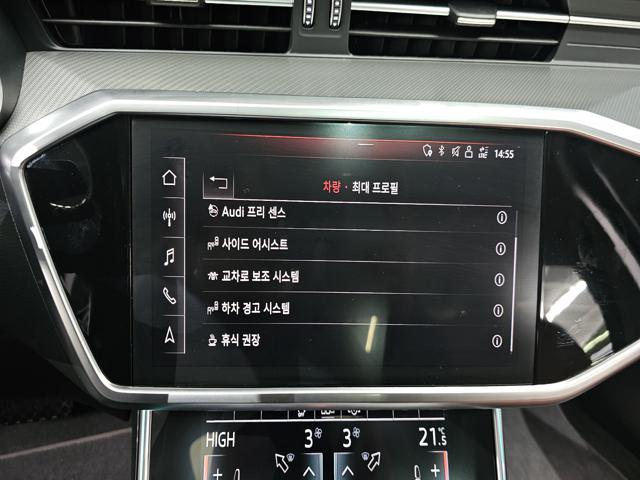 LTE 14:55
차량 · 최대 프로필
Audi 프리 센스
사이드 어시스트
교차로 보조 시스템
하차 경고 시스템
휴식 권장
HIGH 3 3 21.5 °C
+ +